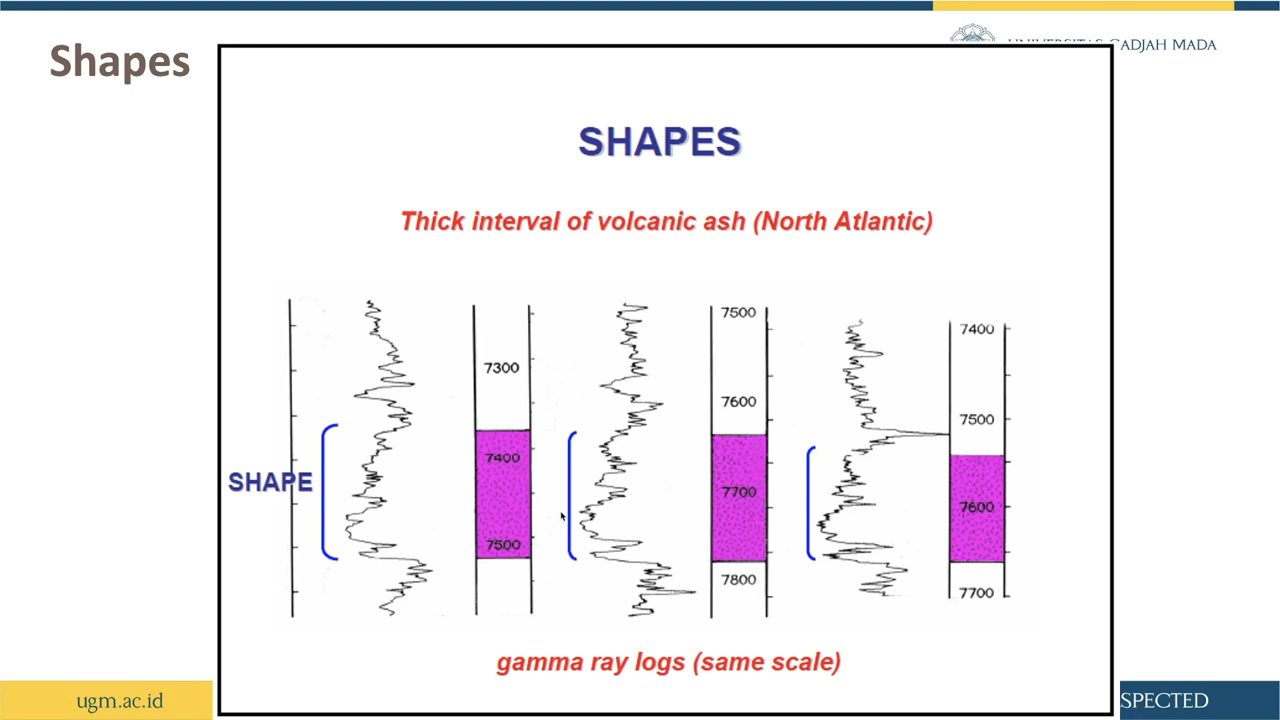 Shapes
GADJAH MADA
SHAPES
Thick interval of volcanic ash (North Atlantic)
7300
7400
7500
7500
7600
7700
7800
7400
7500
7600
7700
SHAPE
gamma ray logs (same scale)
ugm.ac.id
SPECTED